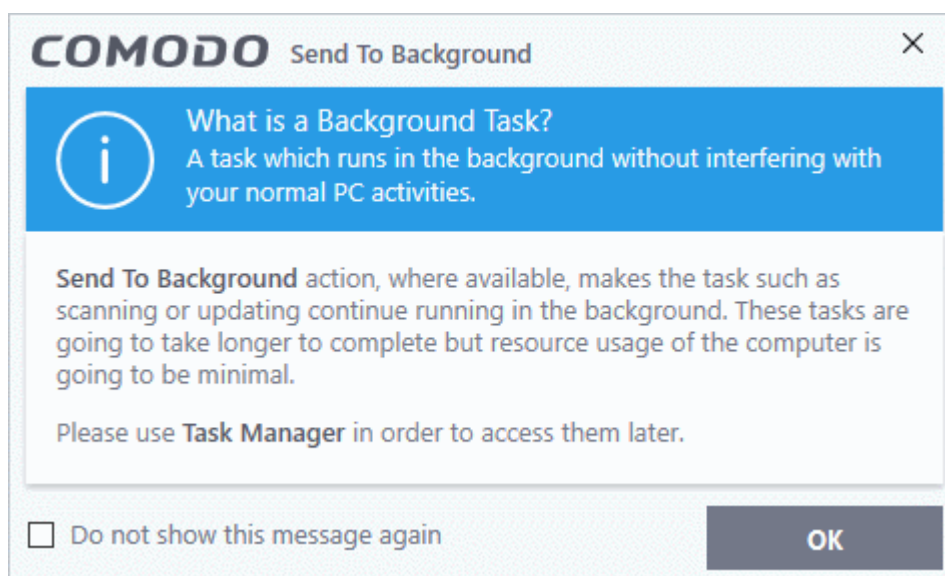 COMODO Send To Background
What is a Background Task?
A task which runs in the background without interfering with
your normal PC activities.
Send To Background action, where available, makes the task such as
scanning or updating continue running in the background. These tasks are
going to take longer to complete but resource usage of the computer is
going to be minimal.
Please use Task Manager in order to access them later.
Do not show this message again
OK